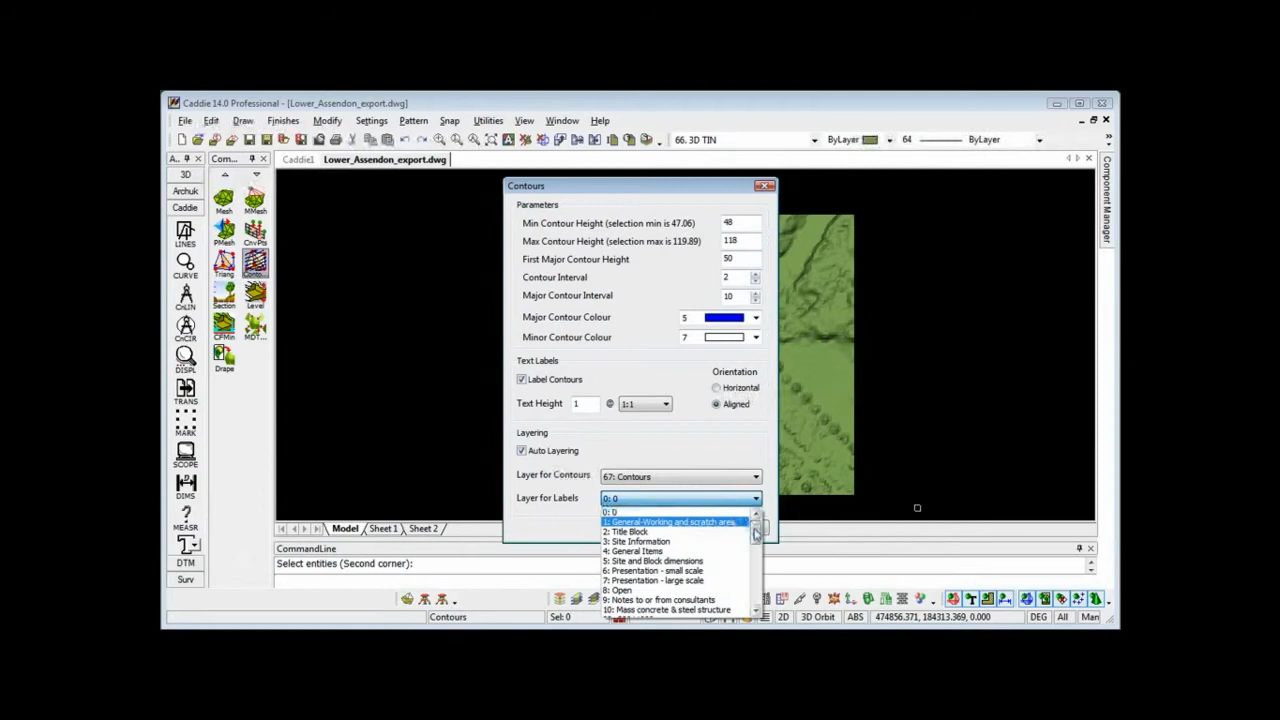 Caddie 14.0 Professional - [Lower_Assendon_export.dwg]
File Edit Draw Finishes Modify Settings Pattern Snap Utilities View Window Help
66. 3D TIN ByLayer 64 ByLayer
A.. Com... Caddie1 Lower_Assendon_export.dwg
3D
Archuk
Caddie
LINES
CURVE
CnLIN
CnCIR
DISPL
TRANS
MARK
SCOPE
DIMS
MEASR
DTM
Surv
Mesh MMesh
PMesh CnvPts
Triang Conto...
Section Level
CFMin MDT...
Drape
Contours
Parameters
Min Contour Height (selection min is 47.06) 48
Max Contour Height (selection max is 119.89) 118
First Major Contour Height 50
Contour Interval 2
Major Contour Interval 10
Major Contour Colour 5
Minor Contour Colour 7
Text Labels
Label Contours
Orientation
Horizontal
Aligned
Text Height 1 @ 1:1
Layering
Auto Layering
Layer for Contours 67: Contours
Layer for Labels 0: 0
0: 0
1: General-Working and scratch area
2: Title Block
3: Site Information
4: General Items
5: Site and Block dimensions
6: Presentation - small scale
7: Presentation - large scale
8: Open
9: Notes to or from consultants
10: Mass concrete & steel structure
Component Manager
Model Sheet 1 Sheet 2
CommandLine
Select entities (Second corner):
Contours Sel: 0 2D 3D Orbit ABS 474856.371, 184313.369, 0.000 DEG All Man